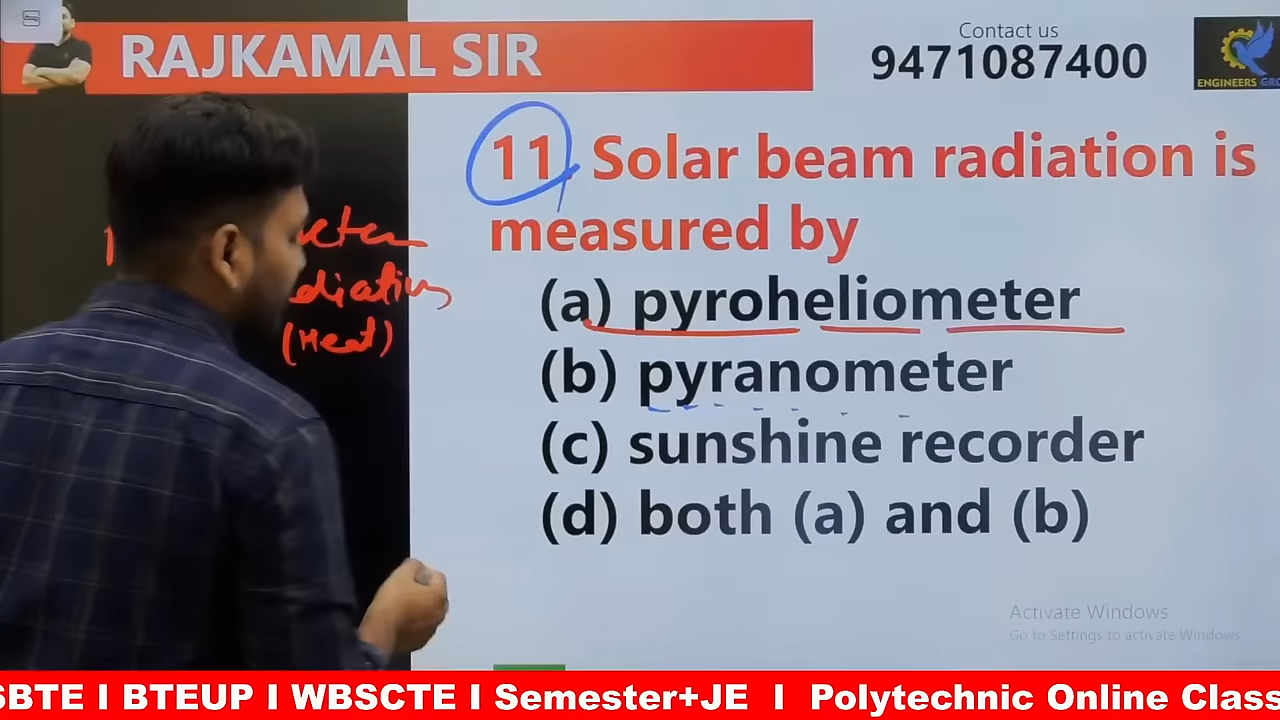 RAJKAMAL SIR
Contact us
9471087400
ENGINEERS GRO
11. Solar beam radiation is
measured by
(a) pyroheliometer
(b) pyranometer
(c) sunshine recorder
(d) both (a) and (b)
(Heat)
Activate Windows
Go to Settings to activate Windows.
SBTE I BTEUP I WBSCTE I Semester+JE I Polytechnic Online Class